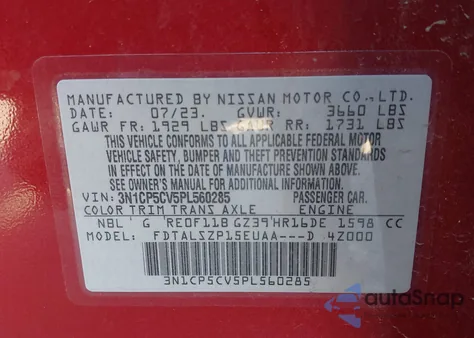 MANUFACTURED BY NISSAN MOTOR CO., LTD.
DATE: 07/23. GVWR: 3660 LBS
GAWR FR: 1929 LBS GAWR RR: 1731 LBS
THIS VEHICLE CONFORMS TO ALL APPLICABLE FEDERAL MOTOR
VEHICLE SAFETY, BUMPER AND THEFT PREVENTION STANDARDS
IN EFFECT ON THE DATE OF MANUFACTURE SHOWN ABOVE.
SEE OWNER'S MANUAL FOR ADDITIONAL INFORMATION.
VIN: 3N1CP5CV5PL560285 PASSENGER CAR.
COLOR TRIM TRANS AXLE ENGINE
NBL G RE0F11B GZ39 HR16DE 1598 CC
MODEL: FDTALSZP15EUAA---D 4Z000
3N1CP5CV5PL560285
autoSnap